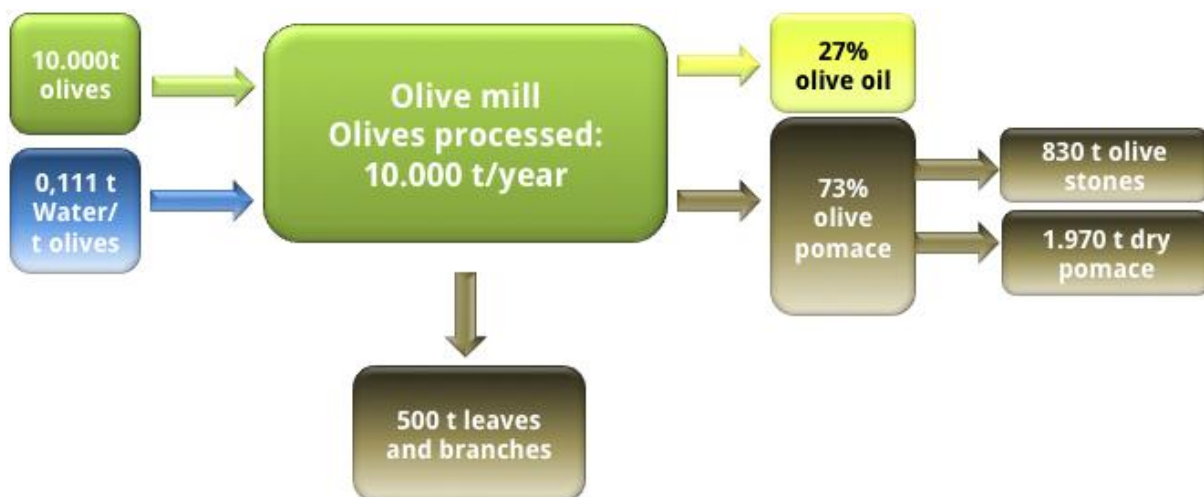 10.000t
olives
0,111 t
Water/
t olives
Olive mill
Olives processed:
10.000 t/year
27%
olive oil
73%
olive
pomace
830 t olive
stones
1.970 t dry
pomace
500 t leaves
and branches